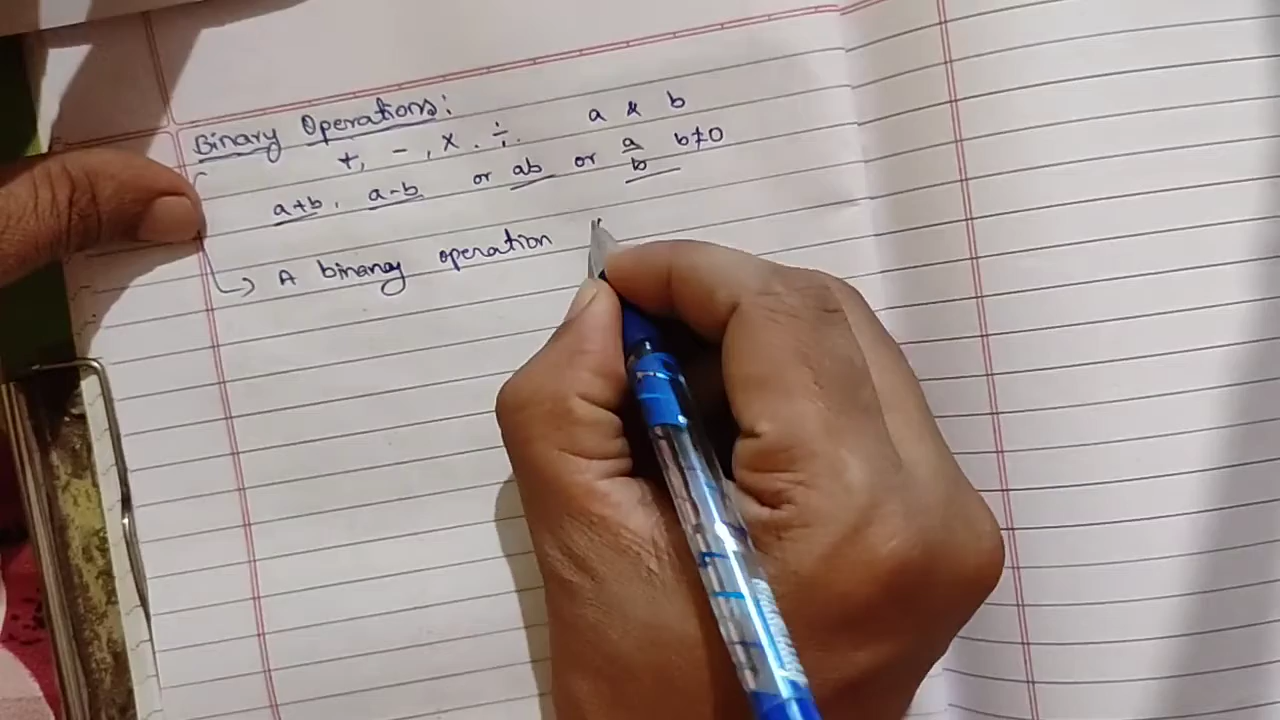 Binary Operations:
+, -, ×. ÷. a & b
a+b, a-b or ab or a/b b≠0
→ A binary operation